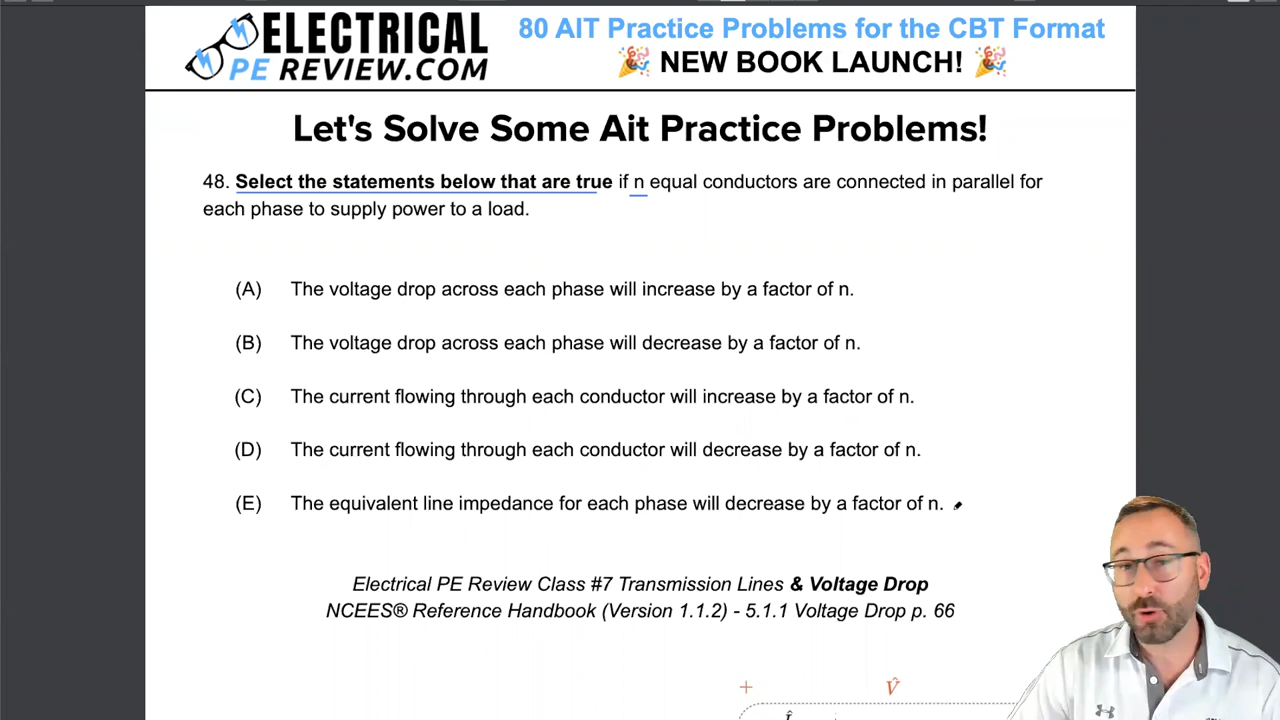 ELECTRICAL
PE REVIEW.COM
80 AIT Practice Problems for the CBT Format
🎉 NEW BOOK LAUNCH! 🎉
Let's Solve Some Ait Practice Problems!
48. Select the statements below that are true if n equal conductors are connected in parallel for
each phase to supply power to a load.
(A) The voltage drop across each phase will increase by a factor of n.
(B) The voltage drop across each phase will decrease by a factor of n.
(C) The current flowing through each conductor will increase by a factor of n.
(D) The current flowing through each conductor will decrease by a factor of n.
(E) The equivalent line impedance for each phase will decrease by a factor of n.
Electrical PE Review Class #7 Transmission Lines & Voltage Drop
NCEES® Reference Handbook (Version 1.1.2) - 5.1.1 Voltage Drop p. 66
+ V̂